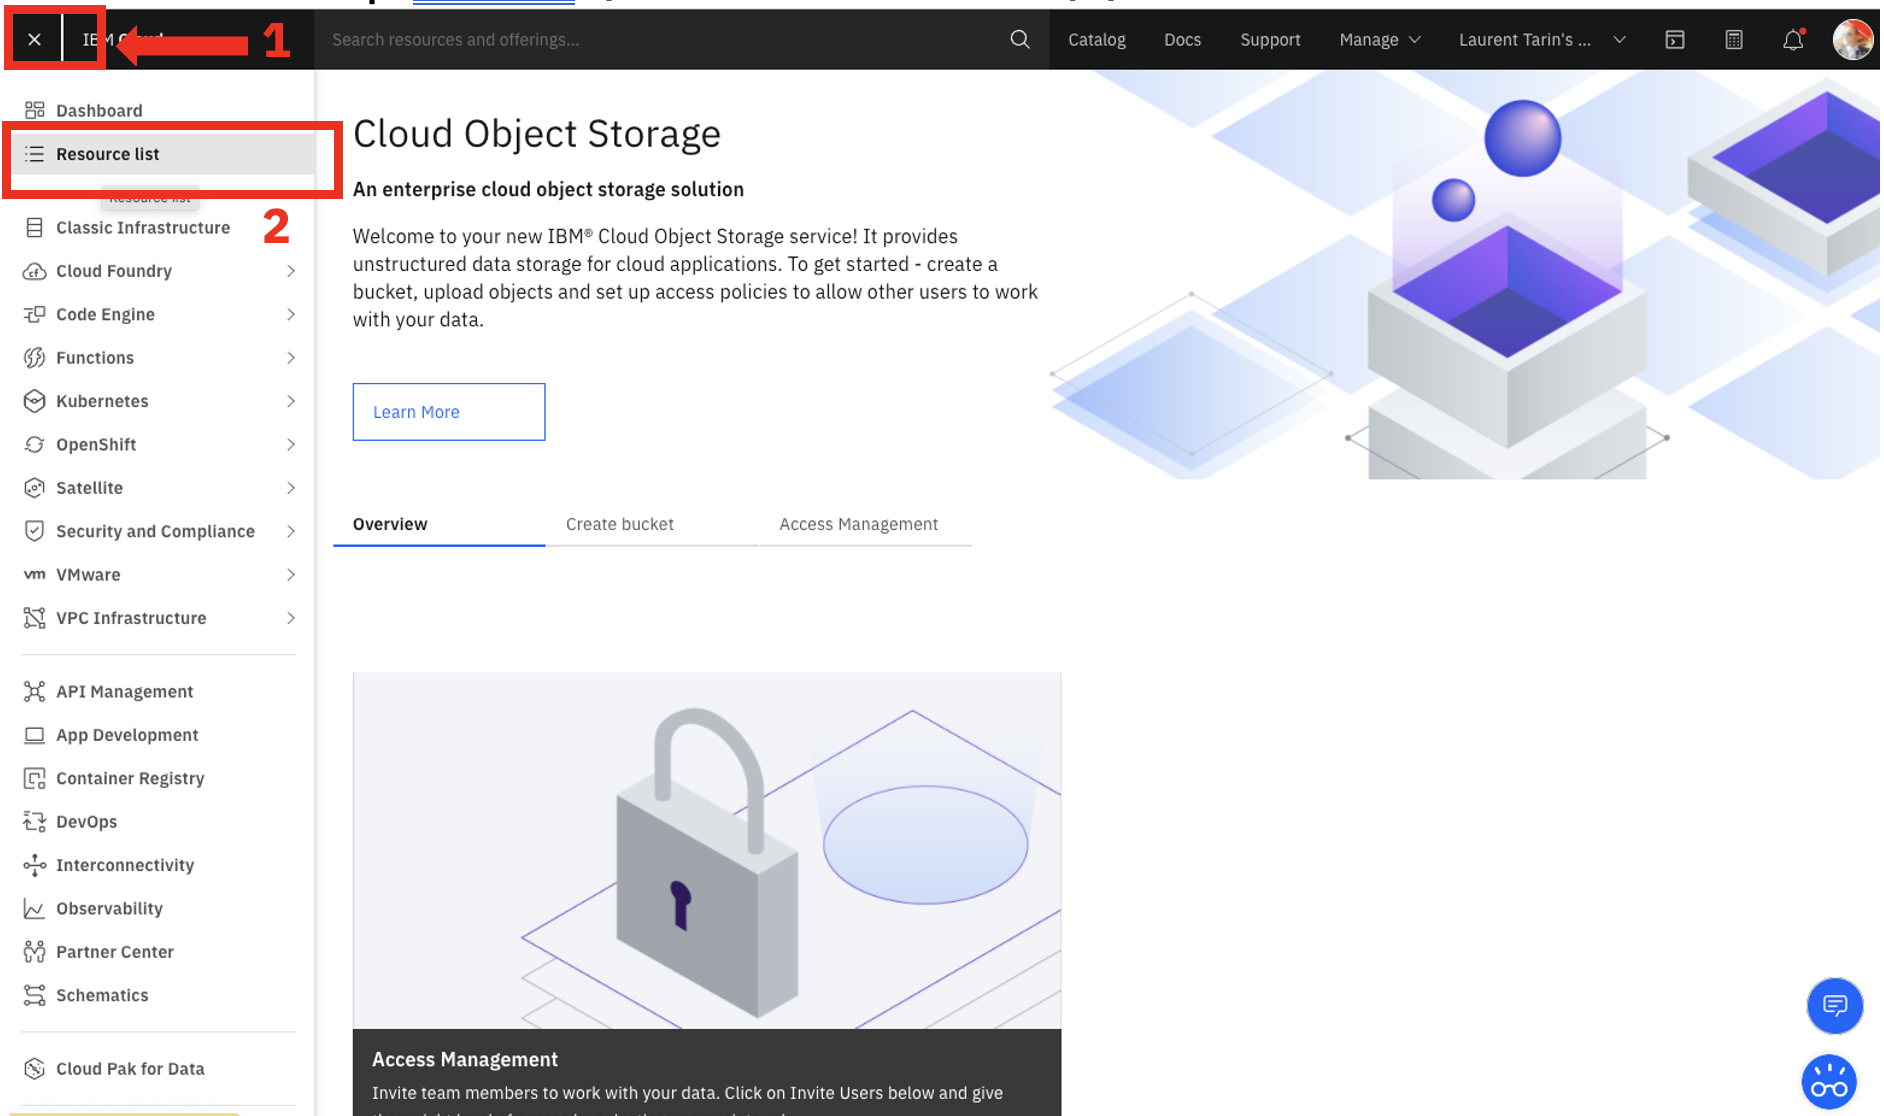 IBM Cloud
1
Search resources and offerings...
Catalog
Docs
Support
Manage
Laurent Tarin's ...
Dashboard
Resource list
Resource list
2
Classic Infrastructure
Cloud Foundry
Code Engine
Functions
Kubernetes
OpenShift
Satellite
Security and Compliance
vm VMware
VPC Infrastructure
API Management
App Development
Container Registry
DevOps
Interconnectivity
Observability
Partner Center
Schematics
Cloud Pak for Data
Cloud Object Storage
An enterprise cloud object storage solution
Welcome to your new IBM® Cloud Object Storage service! It provides
unstructured data storage for cloud applications. To get started - create a
bucket, upload objects and set up access policies to allow other users to work
with your data.
Learn More
Overview
Create bucket
Access Management
Access Management
Invite team members to work with your data. Click on Invite Users below and give